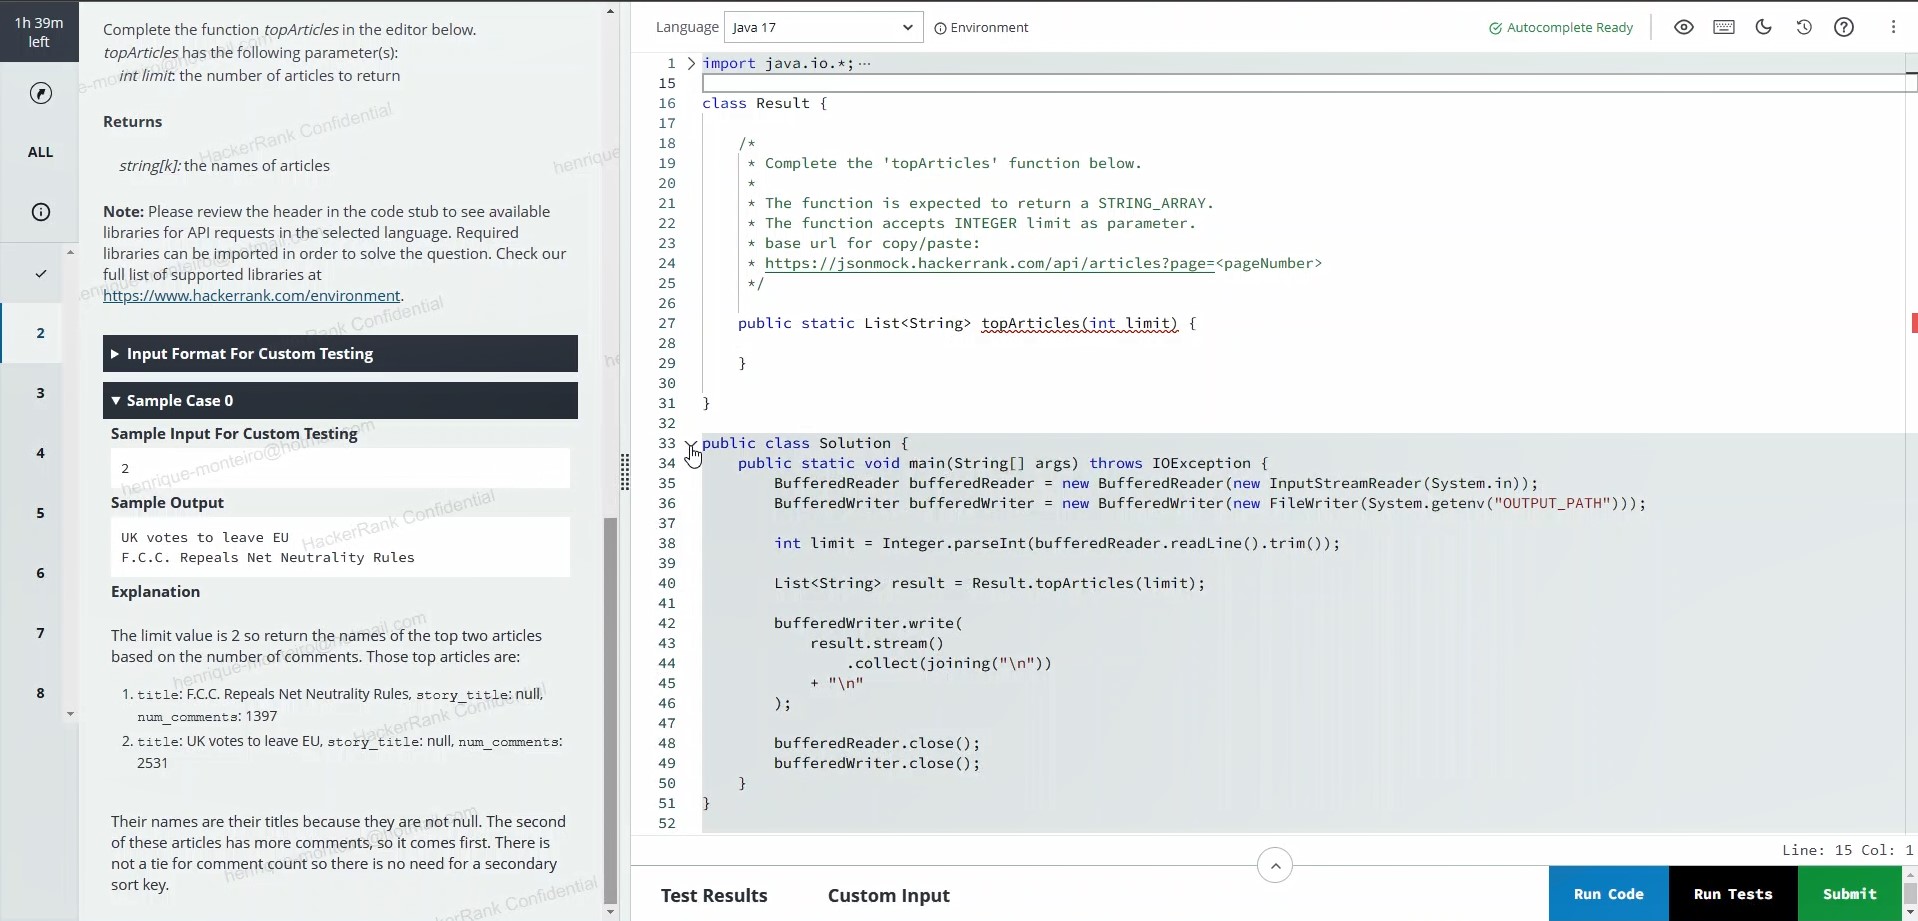 1h 39m
left
ALL
2
3
4
5
6
7
8
Complete the function topArticles in the editor below.
topArticles has the following parameter(s):
int limit: the number of articles to return
Returns
string[k]: the names of articles
Note: Please review the header in the code stub to see available
libraries for API requests in the selected language. Required
libraries can be imported in order to solve the question. Check our
full list of supported libraries at
https://www.hackerrank.com/environment.
Input Format For Custom Testing
Sample Case 0
Sample Input For Custom Testing
2
Sample Output
UK votes to leave EU
F.C.C. Repeals Net Neutrality Rules
Explanation
The limit value is 2 so return the names of the top two articles
based on the number of comments. Those top articles are:
1. title: F.C.C. Repeals Net Neutrality Rules, story_title: null,
num_comments: 1397
2. title: UK votes to leave EU, story_title: null, num_comments:
2531
Their names are their titles because they are not null. The second
of these articles has more comments, so it comes first. There is
not a tie for comment count so there is no need for a secondary
sort key.
HackerRank Confidential
henrique-monteiro@hotmail.com
HackerRank Confidential
henrique-monteiro@hotmail.com
HackerRank Confidential
Language Java 17 Environment Autocomplete Ready
1 import java.io.*; ...
15
16 class Result {
17
18 /*
19 * Complete the 'topArticles' function below.
20 *
21 * The function is expected to return a STRING_ARRAY.
22 * The function accepts INTEGER limit as parameter.
23 * base url for copy/paste:
24 * https://jsonmock.hackerrank.com/api/articles?page=<pageNumber>
25 */
26
27 public static List<String> topArticles(int limit) {
28
29 }
30
31 }
32
33 public class Solution {
34 public static void main(String[] args) throws IOException {
35 BufferedReader bufferedReader = new BufferedReader(new InputStreamReader(System.in));
36 BufferedWriter bufferedWriter = new BufferedWriter(new FileWriter(System.getenv("OUTPUT_PATH")));
37
38 int limit = Integer.parseInt(bufferedReader.readLine().trim());
39
40 List<String> result = Result.topArticles(limit);
41
42 bufferedWriter.write(
43 result.stream()
44 .collect(joining("\n"))
45 + "\n"
46 );
47
48 bufferedReader.close();
49 bufferedWriter.close();
50 }
51 }
52
Line: 15 Col: 1
Test Results Custom Input Run Code Run Tests Submit